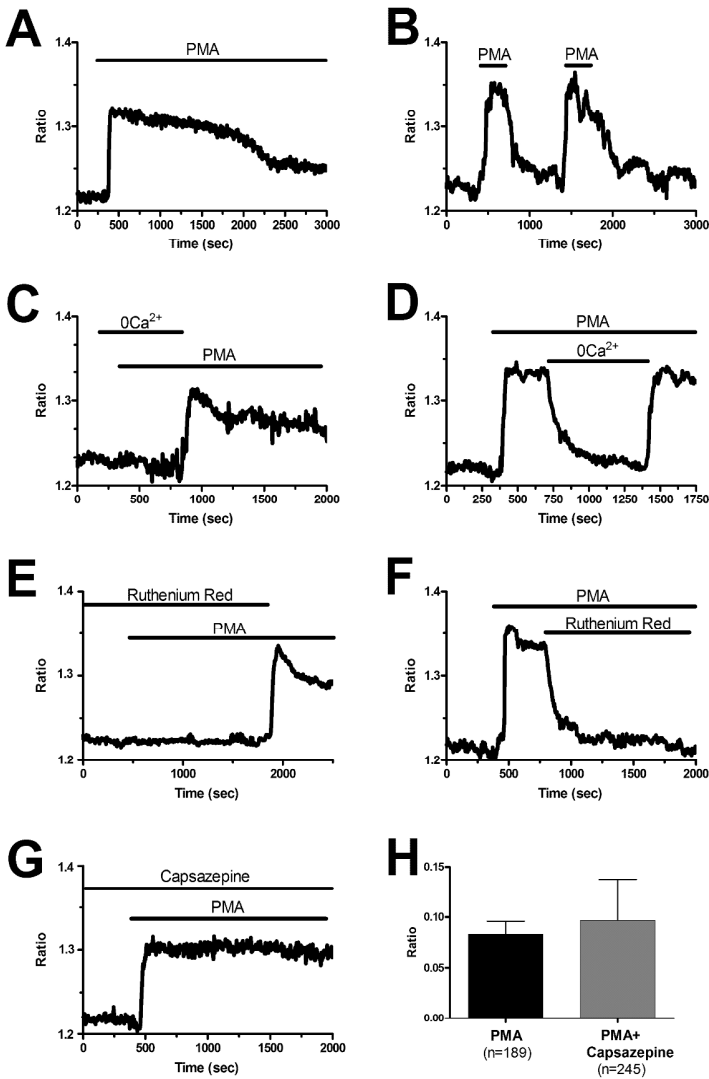 A
PMA
1.4
1.3
1.2
Ratio
0 500 1000 1500 2000 2500 3000
Time (sec)
B
PMA PMA
1.4
1.3
1.2
Ratio
0 1000 2000 3000
Time (sec)
C
0Ca2+
PMA
1.4
1.3
1.2
Ratio
0 500 1000 1500 2000
Time (sec)
D
PMA
0Ca2+
1.4
1.3
1.2
Ratio
0 250 500 750 1000 1250 1500 1750
Time (sec)
E
Ruthenium Red
PMA
1.4
1.3
1.2
Ratio
0 1000 2000
Time (sec)
F
PMA
Ruthenium Red
1.4
1.3
1.2
Ratio
0 500 1000 1500 2000
Time (sec)
G
Capsazepine
PMA
1.4
1.3
1.2
Ratio
0 500 1000 1500 2000
Time (sec)
H
0.15
0.10
0.05
0.00
Ratio
PMA
(n=189)
PMA+
Capsazepine
(n=245)